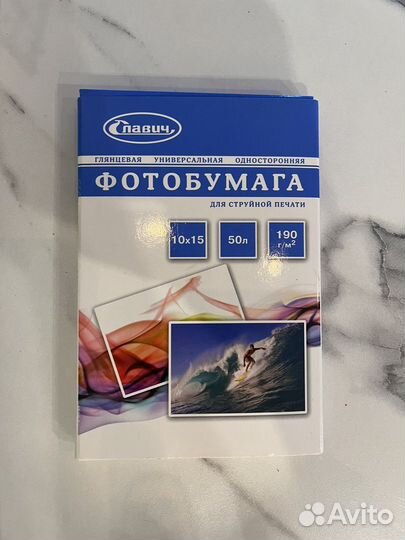 Славич
ГЛЯНЦЕВАЯ УНИВЕРСАЛЬНАЯ ОДНОСТОРОННЯЯ
ФОТОБУМАГА
ДЛЯ СТРУЙНОЙ ПЕЧАТИ
10x15 50л 190
г/м²
Avito